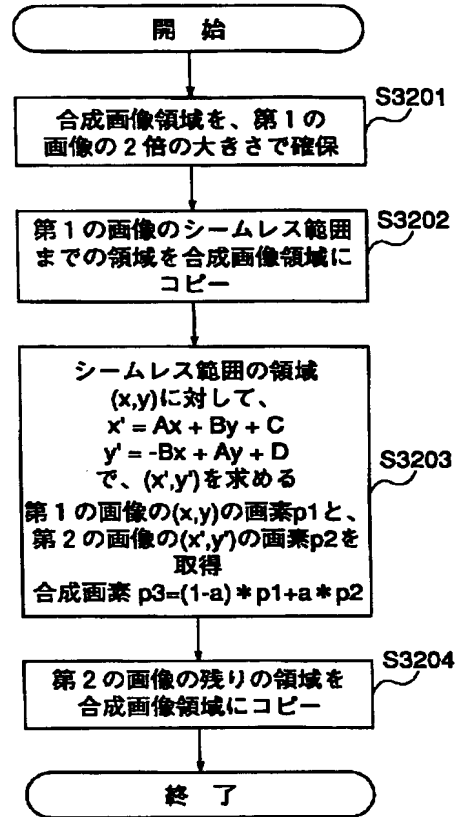 開 始
S3201
合成画像領域を、第1の
画像の2倍の大きさで確保
S3202
第1の画像のシームレス範囲
までの領域を合成画像領域に
コピー
シームレス範囲の領域
(x,y)に対して、
x' = Ax + By + C
y' = -Bx + Ay + D
で、(x',y')を求める
S3203
第1の画像の(x,y)の画素p1と、
第2の画像の(x',y')の画素p2を
取得
合成画素 p3=(1-a)*p1+a*p2
S3204
第2の画像の残りの領域を
合成画像領域にコピー
終 了